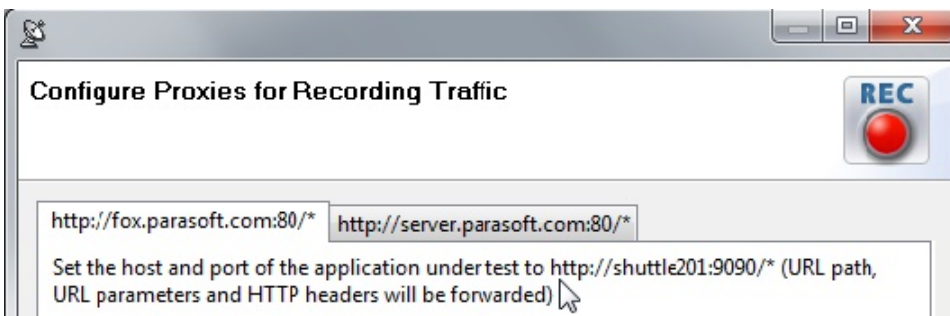 Configure Proxies for Recording Traffic
REC
http://fox.parasoft.com:80/* http://server.parasoft.com:80/*
Set the host and port of the application under test to http://shuttle201:9090/* (URL path,
URL parameters and HTTP headers will be forwarded)